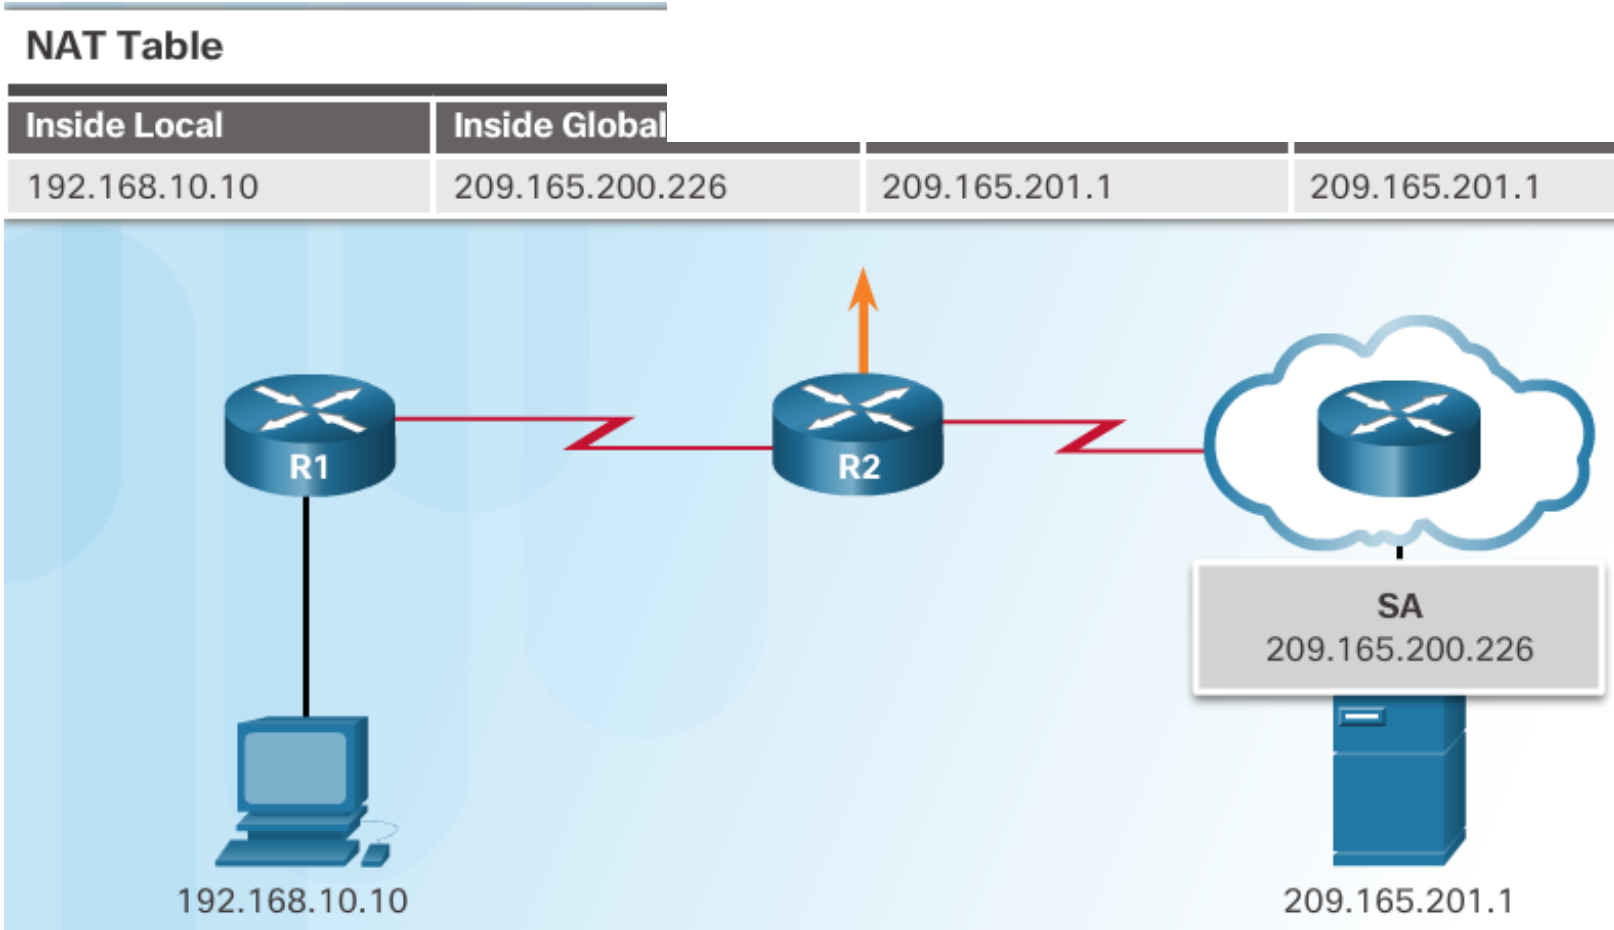 NAT Table
Inside Local Inside Global
192.168.10.10 209.165.200.226 209.165.201.1 209.165.201.1
R1 R2
SA
209.165.200.226
192.168.10.10 209.165.201.1